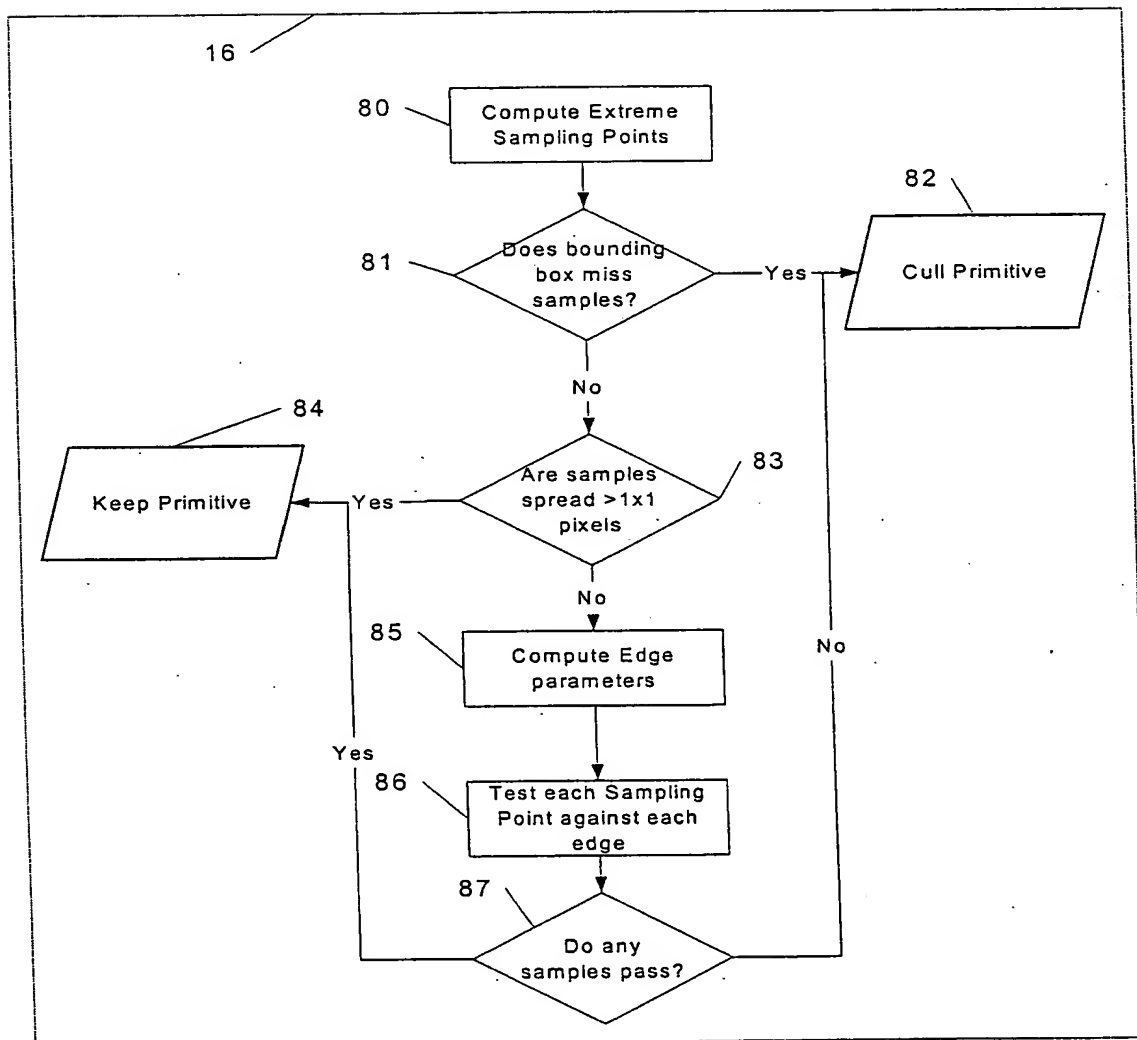 16
80
Compute Extreme
Sampling Points
82
81
Does bounding
box miss
samples?
Yes
Cull Primitive
No
84
83
Keep Primitive
Yes
Are samples
spread >1x1
pixels
No
85
Compute Edge
parameters
No
Yes
86
Test each Sampling
Point against each
edge
87
Do any
samples pass?